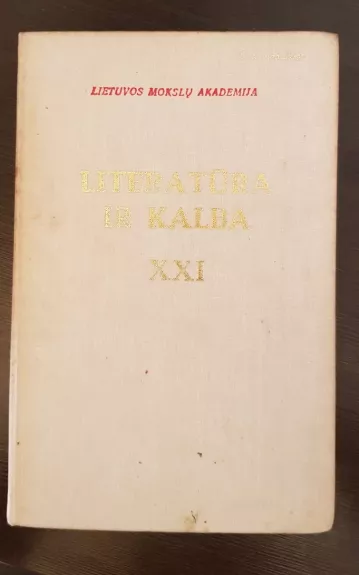 LIETUVOS MOKSLŲ AKADEMIJA
LITERATŪRA
IR KALBA
XXI